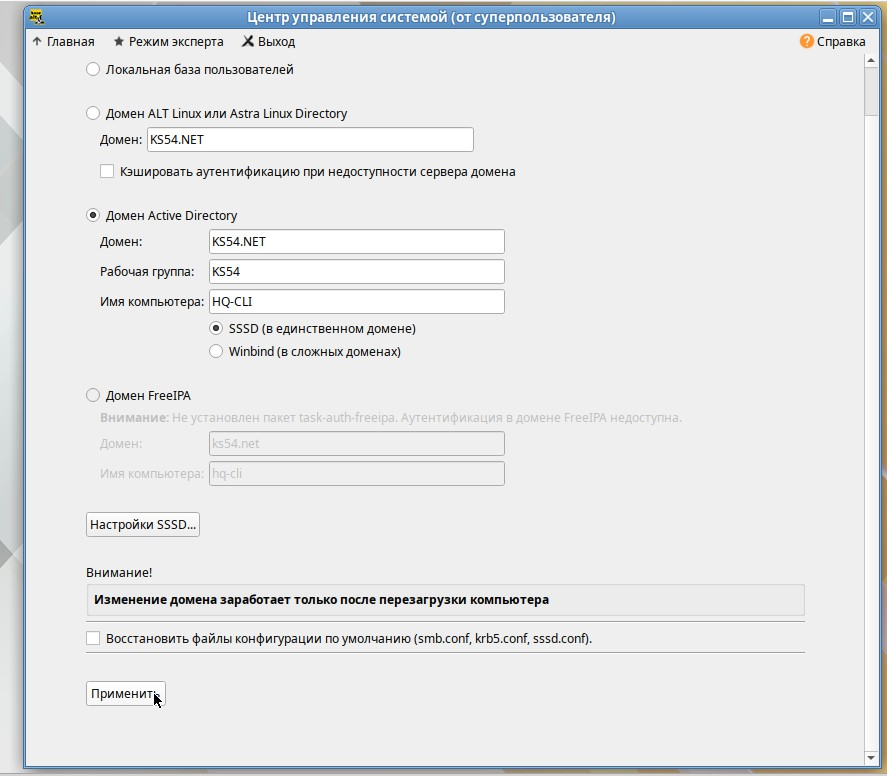 Центр управления системой (от суперпользователя)
Главная Режим эксперта Выход Справка
Локальная база пользователей
Домен ALT Linux или Astra Linux Directory
Домен: KS54.NET
Кэшировать аутентификацию при недоступности сервера домена
Домен Active Directory
Домен: KS54.NET
Рабочая группа: KS54
Имя компьютера: HQ-CLI
SSSD (в единственном домене)
Winbind (в сложных доменах)
Домен FreeIPA
Внимание: Не установлен пакет task-auth-freeipa. Аутентификация в домене FreeIPA недоступна.
Домен: ks54.net
Имя компьютера: hq-cli
Настройки SSSD...
Внимание!
Изменение домена заработает только после перезагрузки компьютера
Восстановить файлы конфигурации по умолчанию (smb.conf, krb5.conf, sssd.conf).
Применить